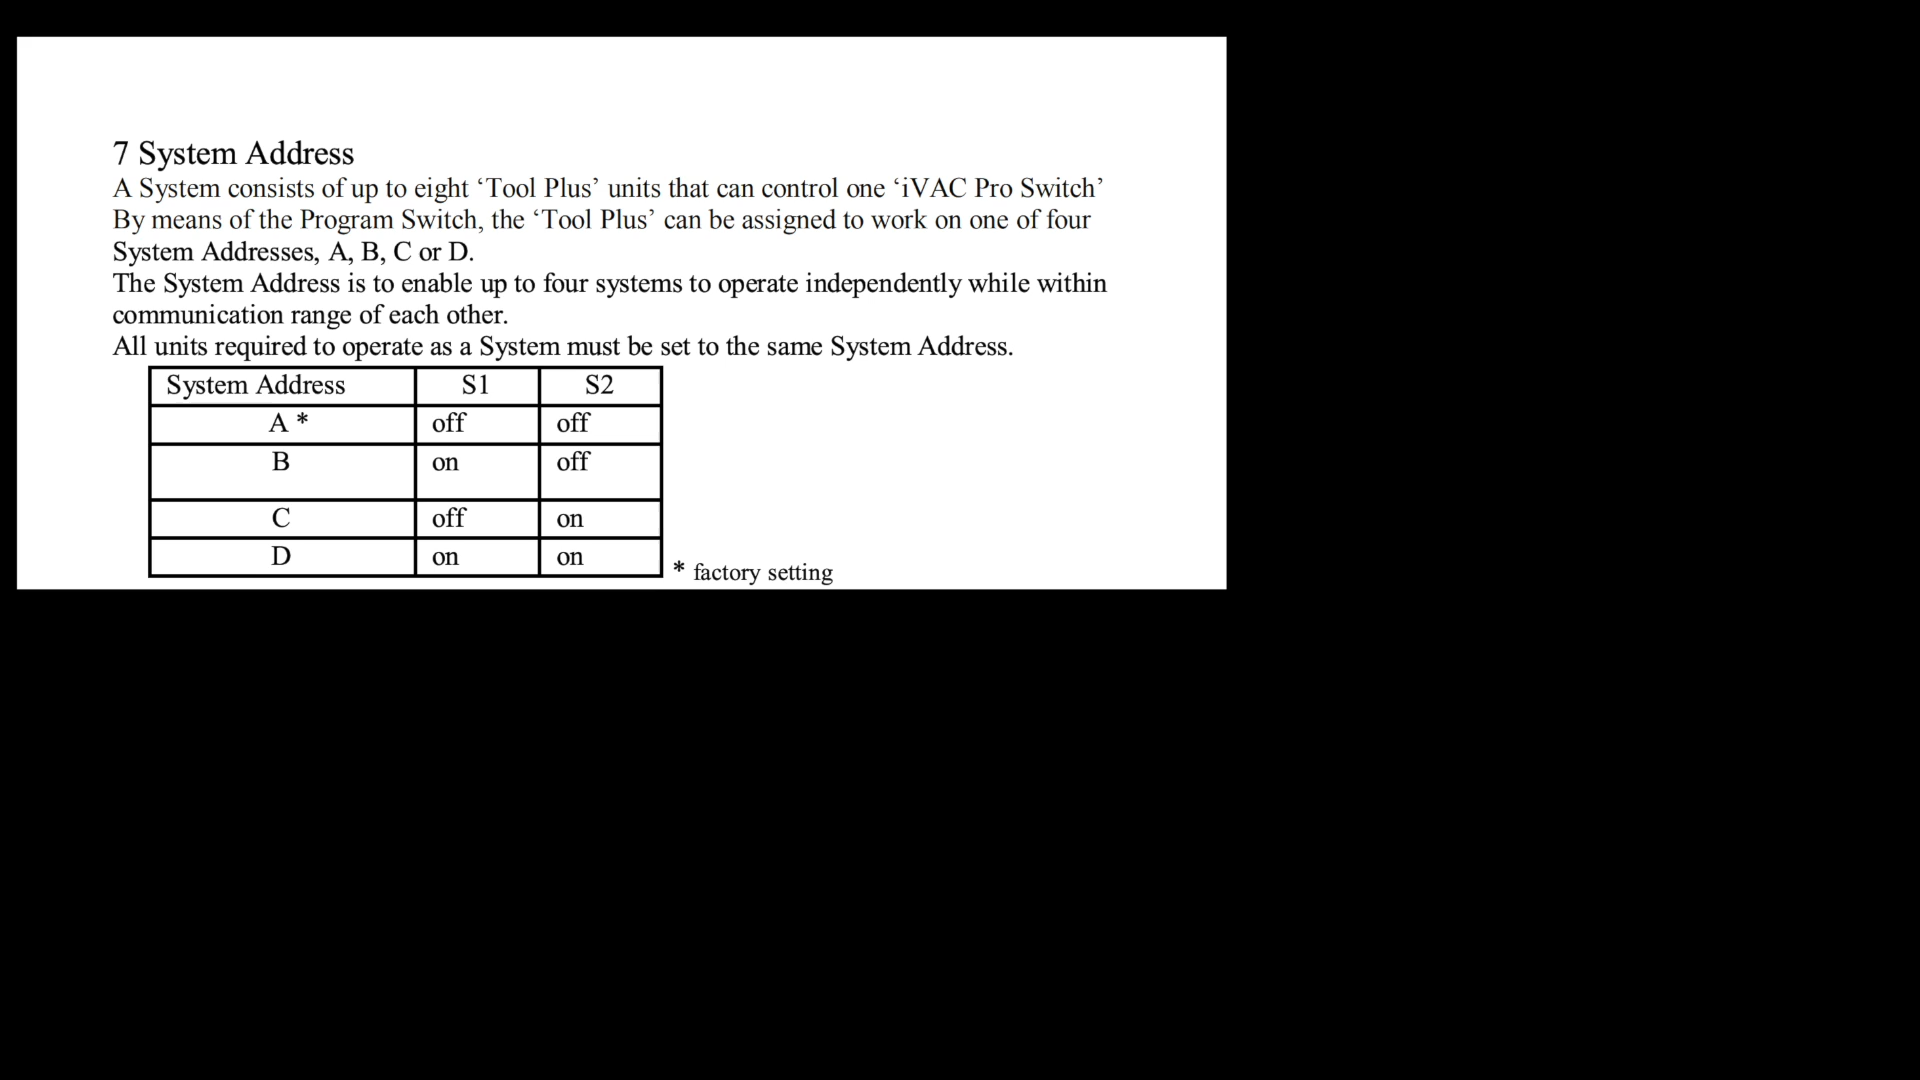 7 System Address
A System consists of up to eight ‘Tool Plus’ units that can control one ‘iVAC Pro Switch’
By means of the Program Switch, the ‘Tool Plus’ can be assigned to work on one of four
System Addresses, A, B, C or D.
The System Address is to enable up to four systems to operate independently while within
communication range of each other.
All units required to operate as a System must be set to the same System Address.
System Address S1 S2
A * off off
B on off
C off on
D on on
* factory setting